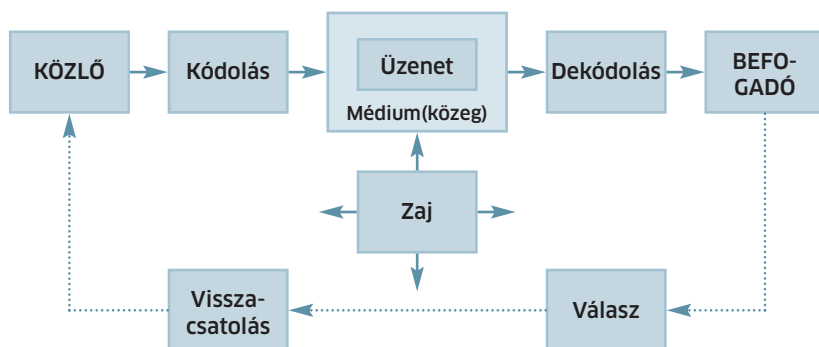 KÖZLŐ
Kódolás
Üzenet
Médium(közeg)
Dekódolás
BEFO-
GADÓ
Zaj
Vissza-
csatolás
Válasz